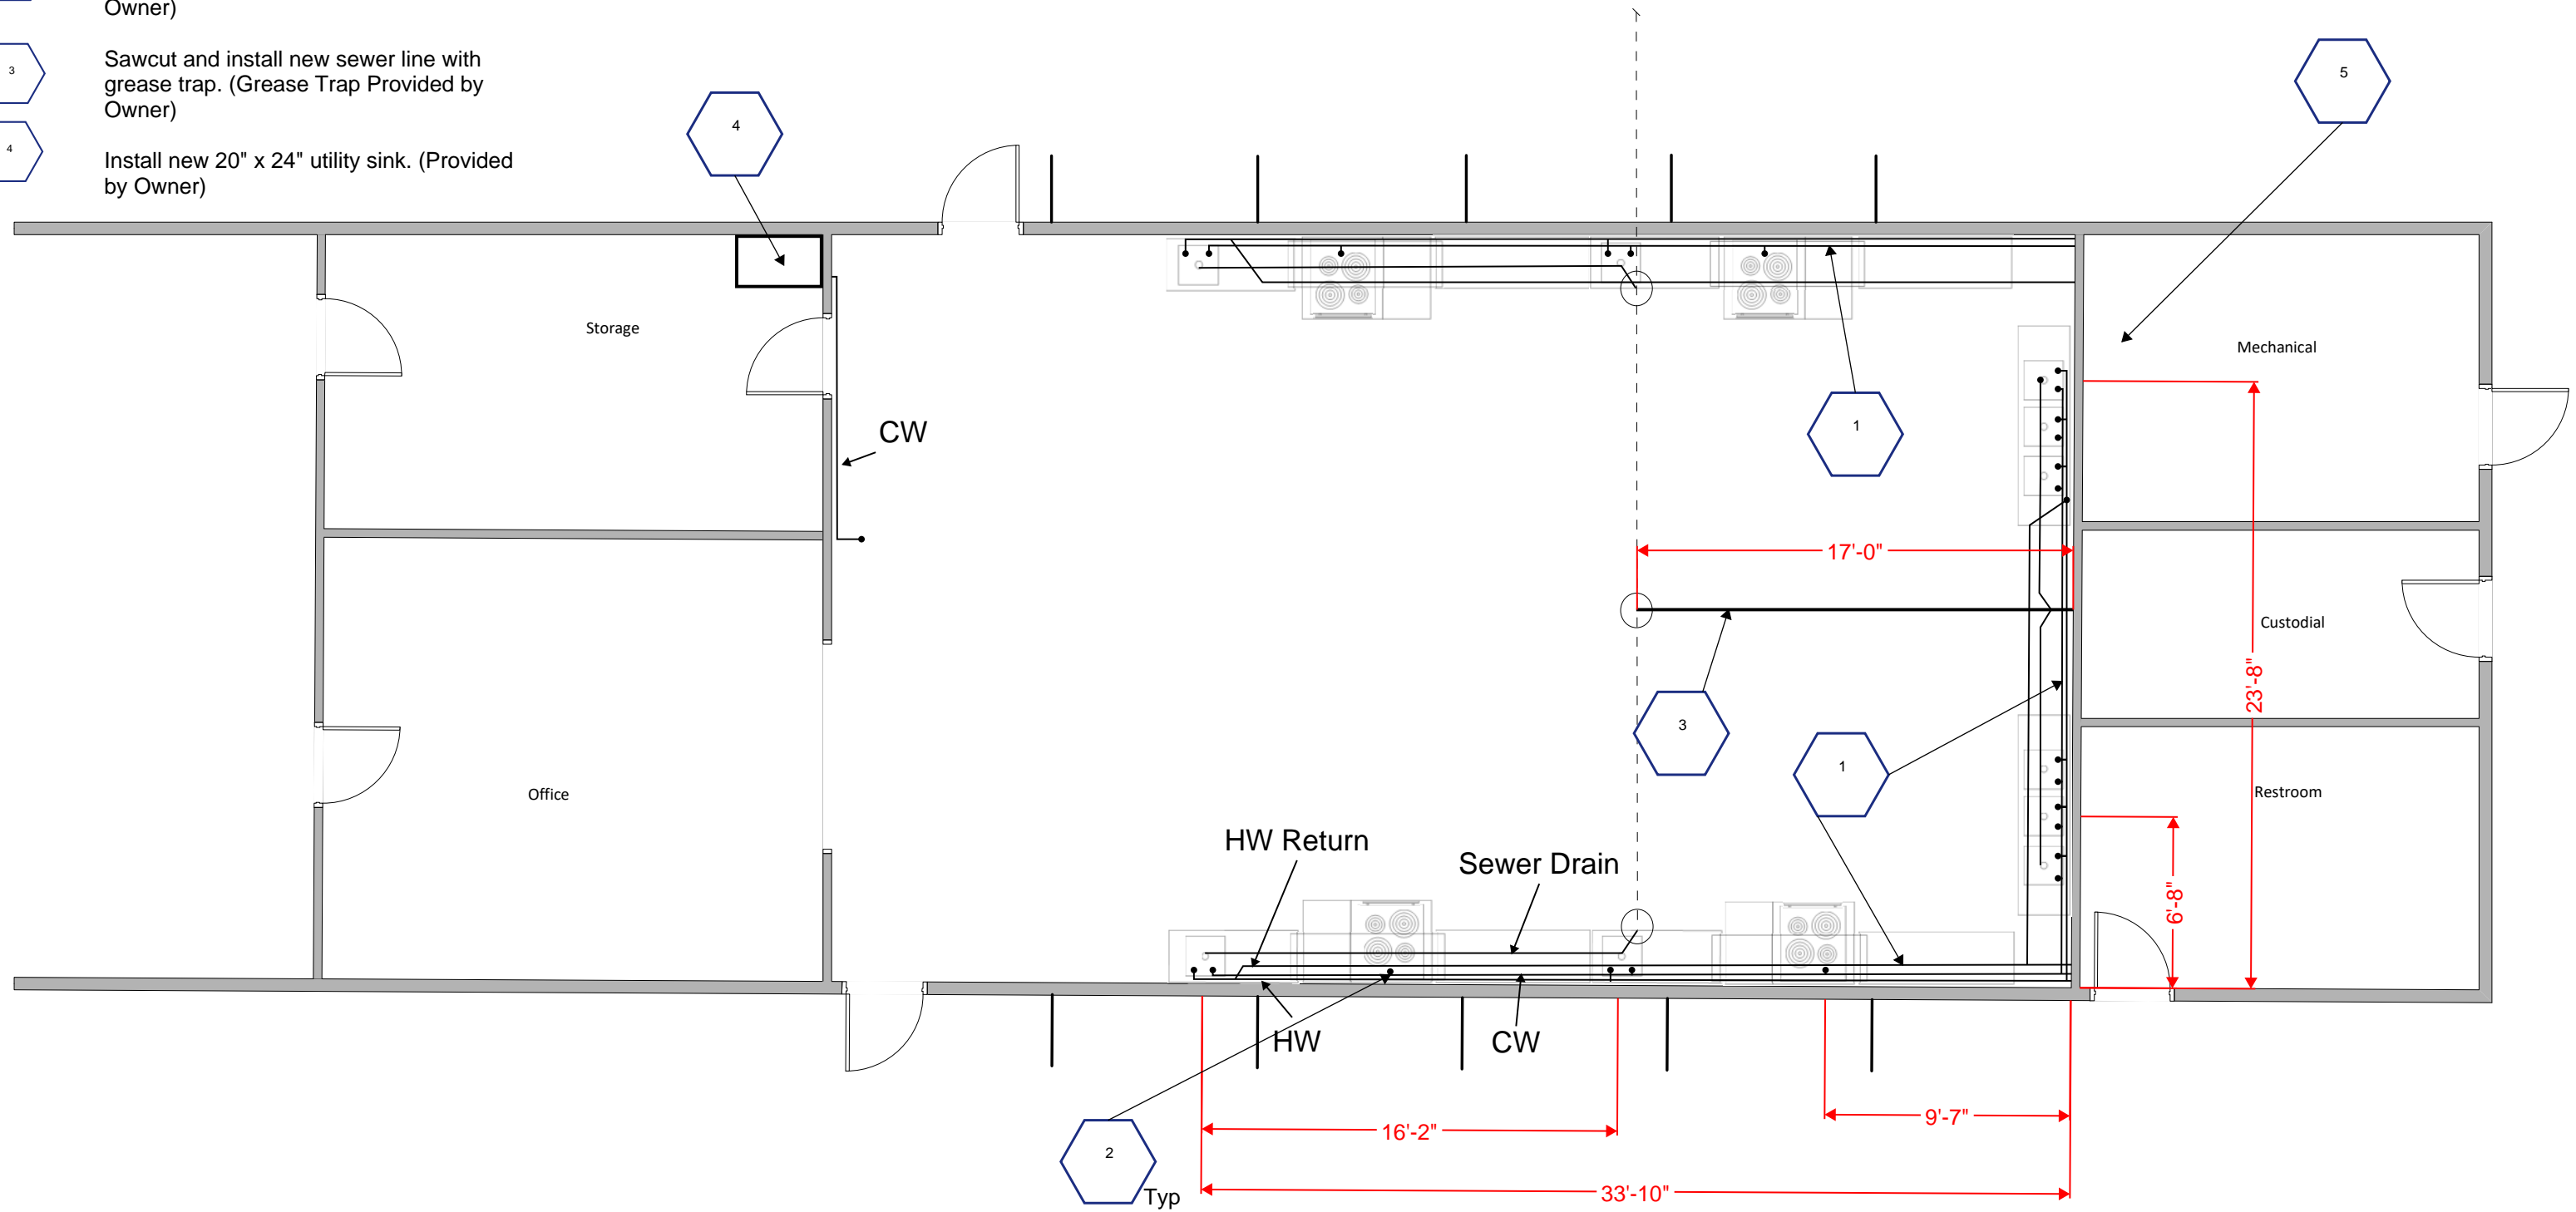 Owner)
3
Sawcut and install new sewer line with
grease trap. (Grease Trap Provided by
Owner)
4
Install new 20" x 24" utility sink. (Provided
by Owner)
4
5
Storage
Mechanical
CW
1
17'-0"
Custodial
23'-8"
3
1
Office
Restroom
HW Return
Sewer Drain
6'-8"
HW
CW
9'-7"
16'-2"
2
Typ
33'-10"